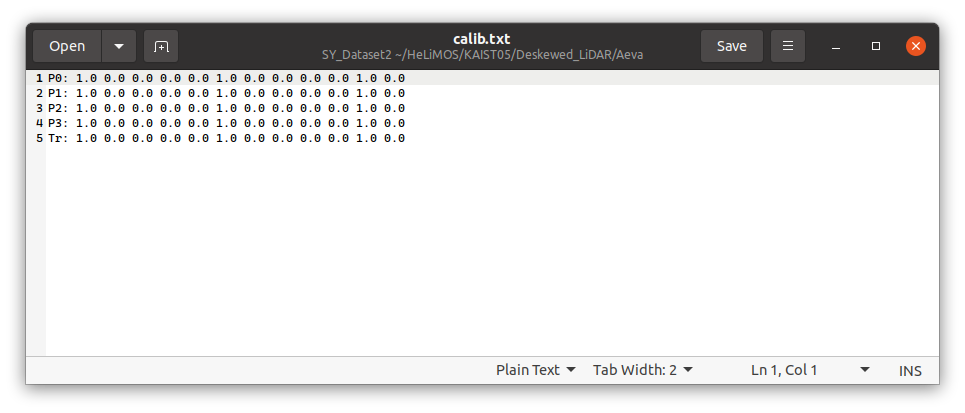 Open
calib.txt
SY_Dataset2 ~/HeLiMOS/KAIST05/Deskewed_LiDAR/Aeva
Save
1 P0: 1.0 0.0 0.0 0.0 0.0 1.0 0.0 0.0 0.0 0.0 1.0 0.0
2 P1: 1.0 0.0 0.0 0.0 0.0 1.0 0.0 0.0 0.0 0.0 1.0 0.0
3 P2: 1.0 0.0 0.0 0.0 0.0 1.0 0.0 0.0 0.0 0.0 1.0 0.0
4 P3: 1.0 0.0 0.0 0.0 0.0 1.0 0.0 0.0 0.0 0.0 1.0 0.0
5 Tr: 1.0 0.0 0.0 0.0 0.0 1.0 0.0 0.0 0.0 0.0 1.0 0.0
Plain Text Tab Width: 2 Ln 1, Col 1 INS